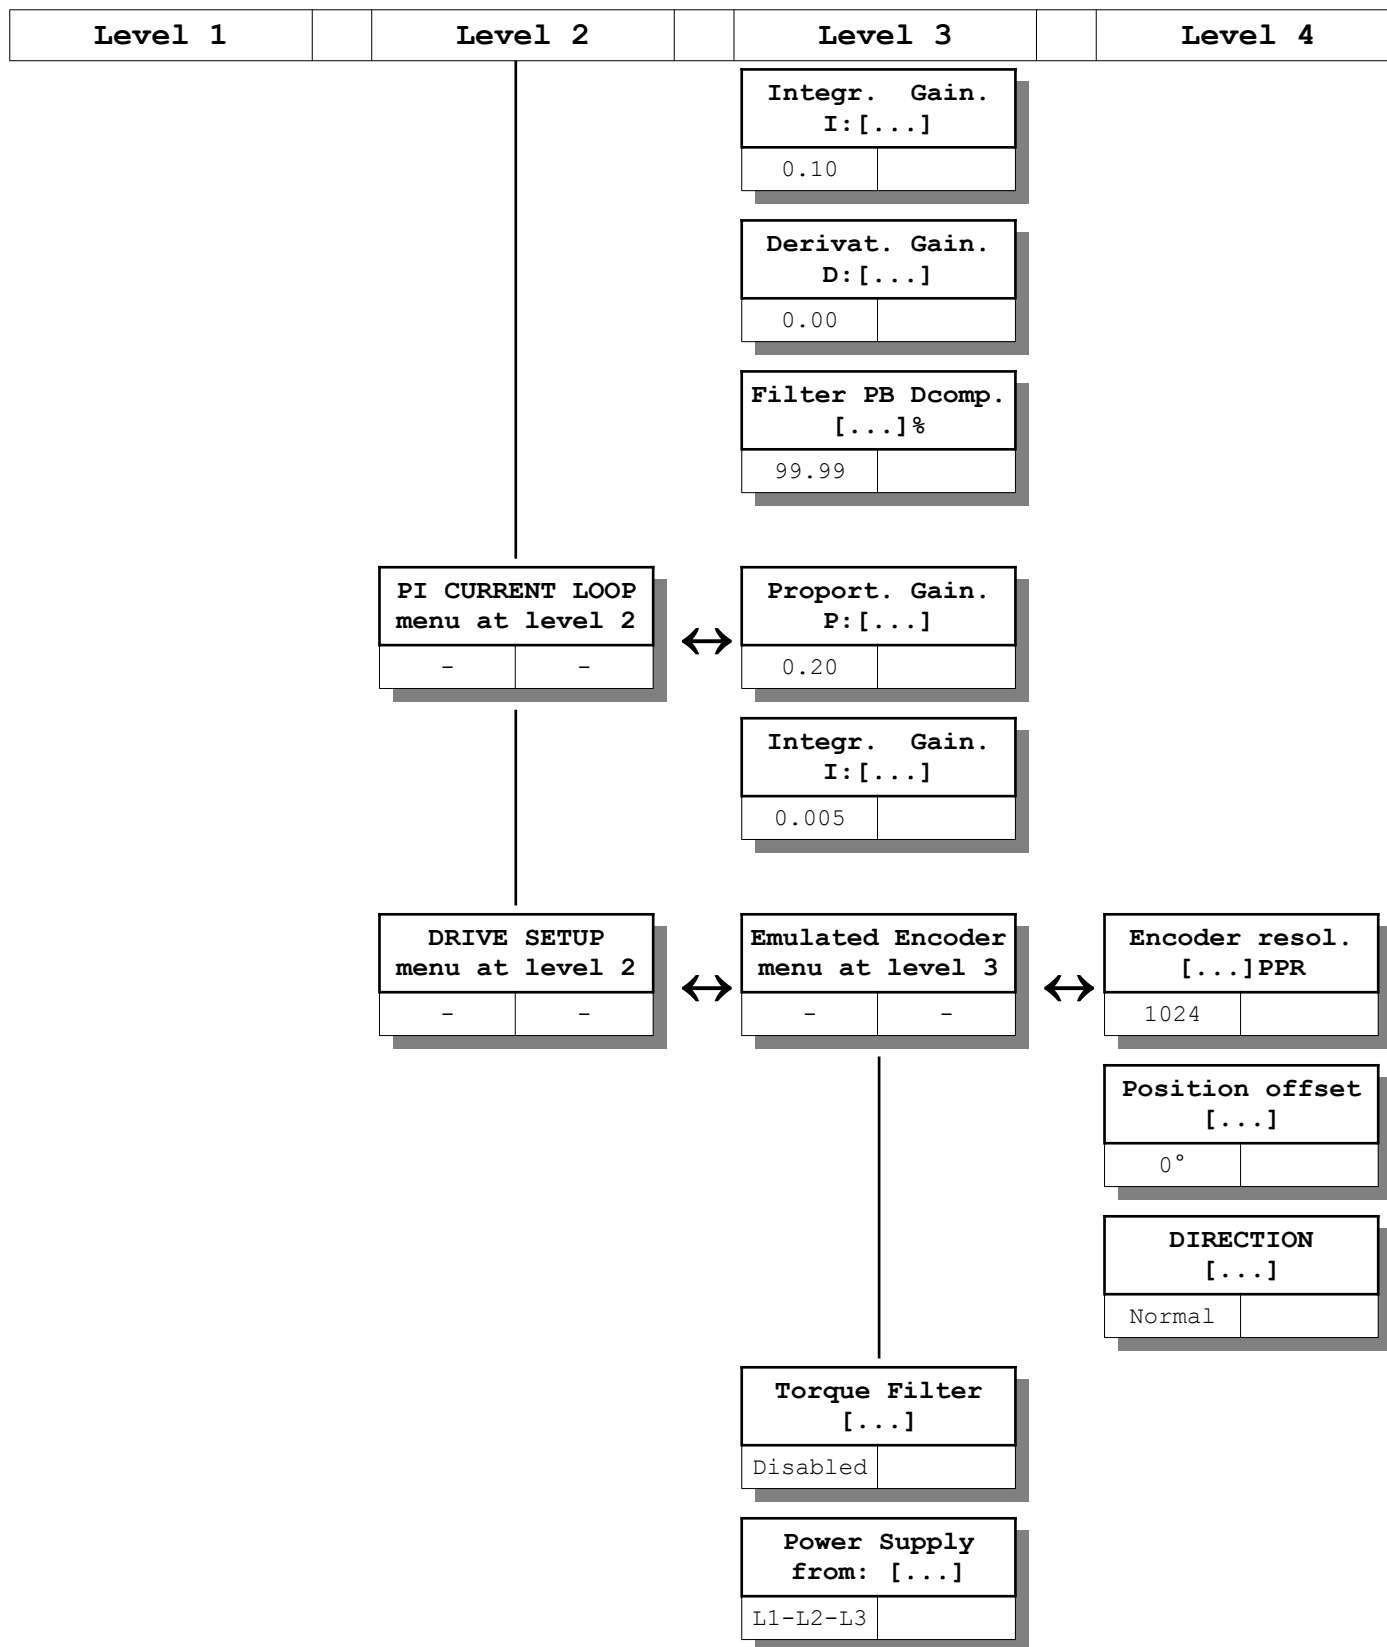 Level 1 Level 2 Level 3 Level 4
Integr.  Gain.
I:[...]
0.10
Derivat. Gain.
D:[...]
0.00
Filter PB Dcomp.
[...]%
99.99
PI CURRENT LOOP
menu at level 2
- -
Proport. Gain.
P:[...]
0.20
Integr.  Gain.
I:[...]
0.005
DRIVE SETUP
menu at level 2
- -
Emulated Encoder
menu at level 3
- -
Encoder resol.
[...]PPR
1024
Position offset
[...]
0°
DIRECTION
[...]
Normal
Torque Filter
[...]
Disabled
Power Supply
from: [...]
L1-L2-L3